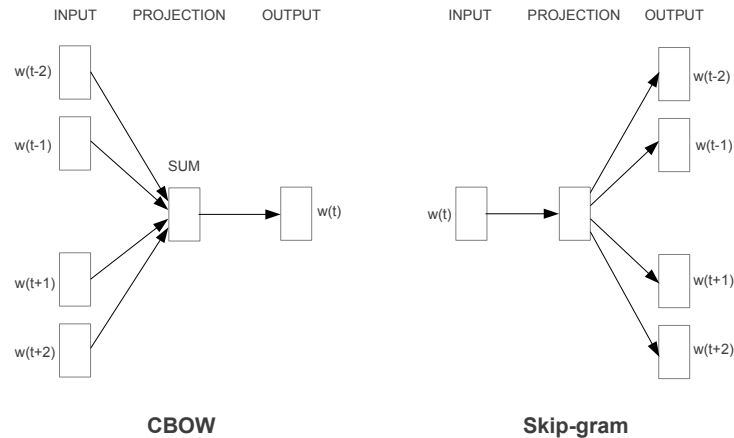 INPUT PROJECTION OUTPUT
w(t-2)
w(t-1)
SUM
w(t)
w(t+1)
w(t+2)
CBOW
INPUT PROJECTION OUTPUT
w(t-2)
w(t-1)
w(t)
w(t+1)
w(t+2)
Skip-gram